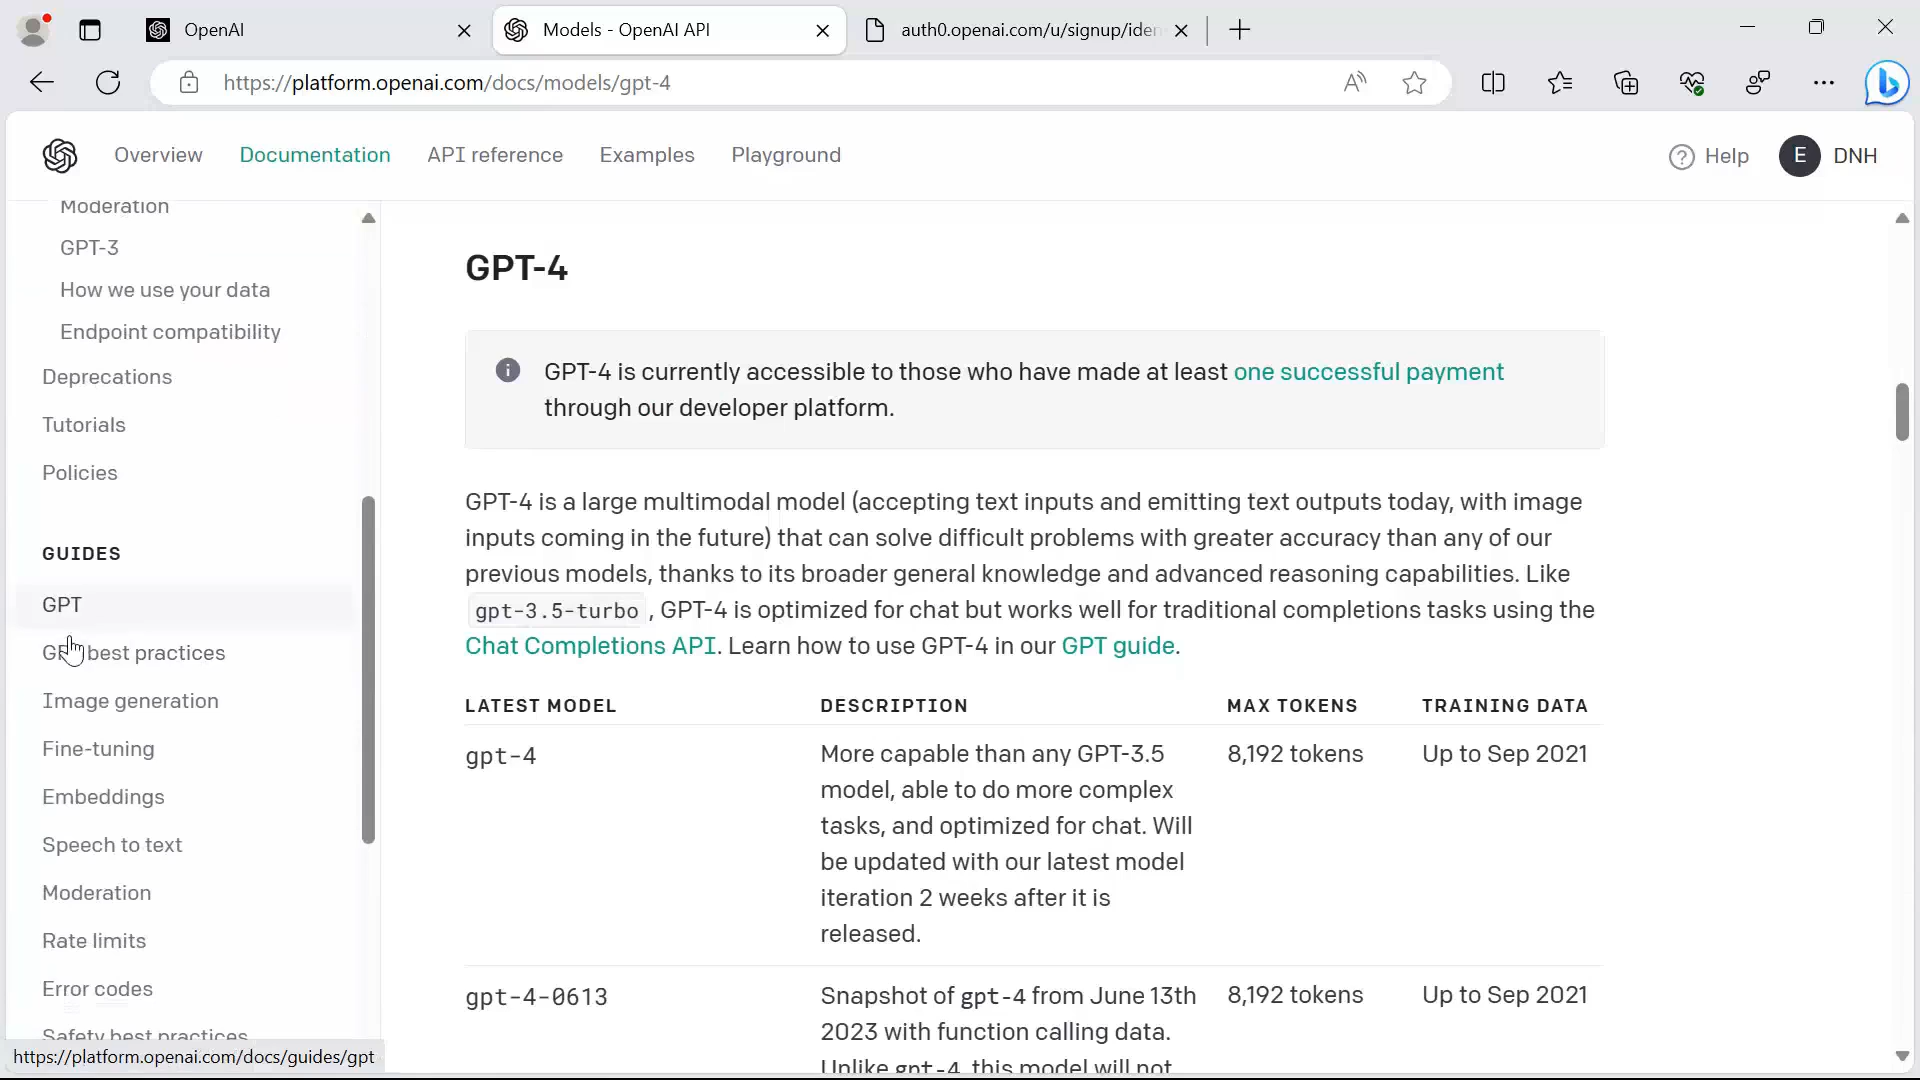 OpenAI
Models - OpenAI API
auth0.openai.com/u/signup/iden
https://platform.openai.com/docs/models/gpt-4
Overview
Documentation
API reference
Examples
Playground
Help
E
DNH
Moderation
GPT-3
How we use your data
Endpoint compatibility
Deprecations
Tutorials
Policies
GUIDES
GPT
GPT best practices
Image generation
Fine-tuning
Embeddings
Speech to text
Moderation
Rate limits
Error codes
Safety best practices
https://platform.openai.com/docs/guides/gpt
GPT-4
GPT-4 is currently accessible to those who have made at least one successful payment
through our developer platform.
GPT-4 is a large multimodal model (accepting text inputs and emitting text outputs today, with image
inputs coming in the future) that can solve difficult problems with greater accuracy than any of our
previous models, thanks to its broader general knowledge and advanced reasoning capabilities. Like
gpt-3.5-turbo, GPT-4 is optimized for chat but works well for traditional completions tasks using the
Chat Completions API. Learn how to use GPT-4 in our GPT guide.
LATEST MODEL DESCRIPTION MAX TOKENS TRAINING DATA
gpt-4 More capable than any GPT-3.5 8,192 tokens Up to Sep 2021
model, able to do more complex
tasks, and optimized for chat. Will
be updated with our latest model
iteration 2 weeks after it is
released.
gpt-4-0613 Snapshot of gpt-4 from June 13th 8,192 tokens Up to Sep 2021
2023 with function calling data.
Unlike gpt-4, this model will not